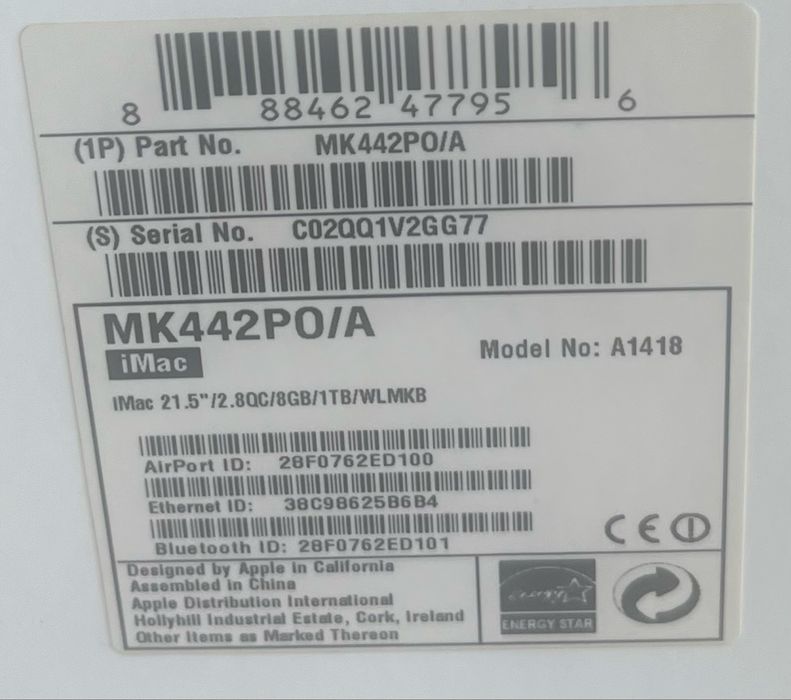 8 88462 47795 6
(1P) Part No. MK442PO/A
(S) Serial No. C02QQ1V2GG77
MK442PO/A
iMac
Model No: A1418
iMac 21.5"/2.8QC/8GB/1TB/WLMKB
AirPort ID: 28F0762ED100
Ethernet ID: 38C98625B6B4
Bluetooth ID: 28F0762ED101
CE
Designed by Apple in California
Assembled in China
Apple Distribution International
Hollyhill Industrial Estate, Cork, Ireland
Other Items as Marked Thereon
ENERGY STAR